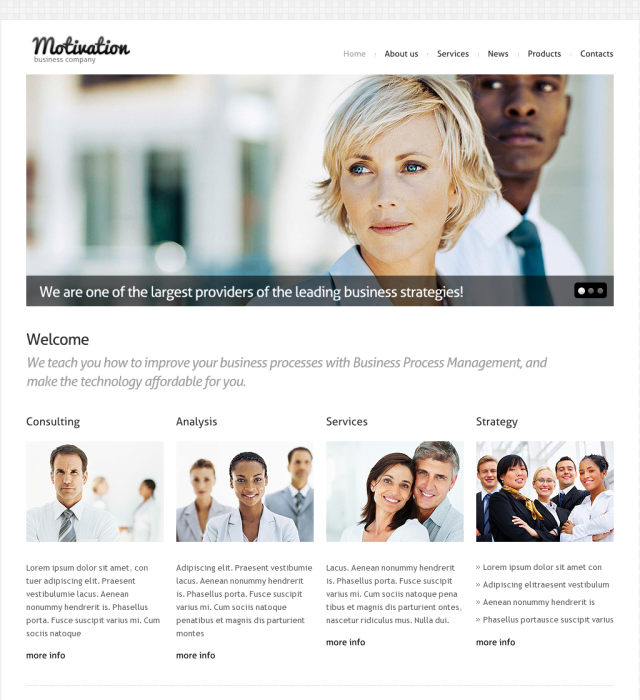 Motivation
business company
Home About us Services News Products Contacts
We are one of the largest providers of the leading business strategies!
Welcome
We teach you how to improve your business processes with Business Process Management, and
make the technology affordable for you.
Consulting
Lorem ipsum dolor sit amet, con
tuer adipiscing elit. Praesent
vestibulumie lacus. Aenean
nonummy hendrerit is. Phasellus
porta. Fusce suscipit varius mi. Cum
sociis natoque
more info
Analysis
Adipiscing elit. Praesent vestibumie
lacus. Aenean nonummy hendrerit
is. Phasellus porta. Fusce suscipit
varius mi. Cum sociis natoque
penatibus et magnis dis parturient
montes
more info
Services
Lacus. Aenean nonummy hendrerit
is. Phasellus porta. Fusce suscipit
varius mi. Cum sociis natoque pena
tibus et magnis dis parturient ontes,
nascetur ridiculus mus. Nulla dui.
more info
Strategy
» Lorem ipsum dolor sit amet con
» Adipiscing elitraesent vestibulum
» Aenean nonummy hendrerit is
» Phasellus portausce suscipit varius
more info